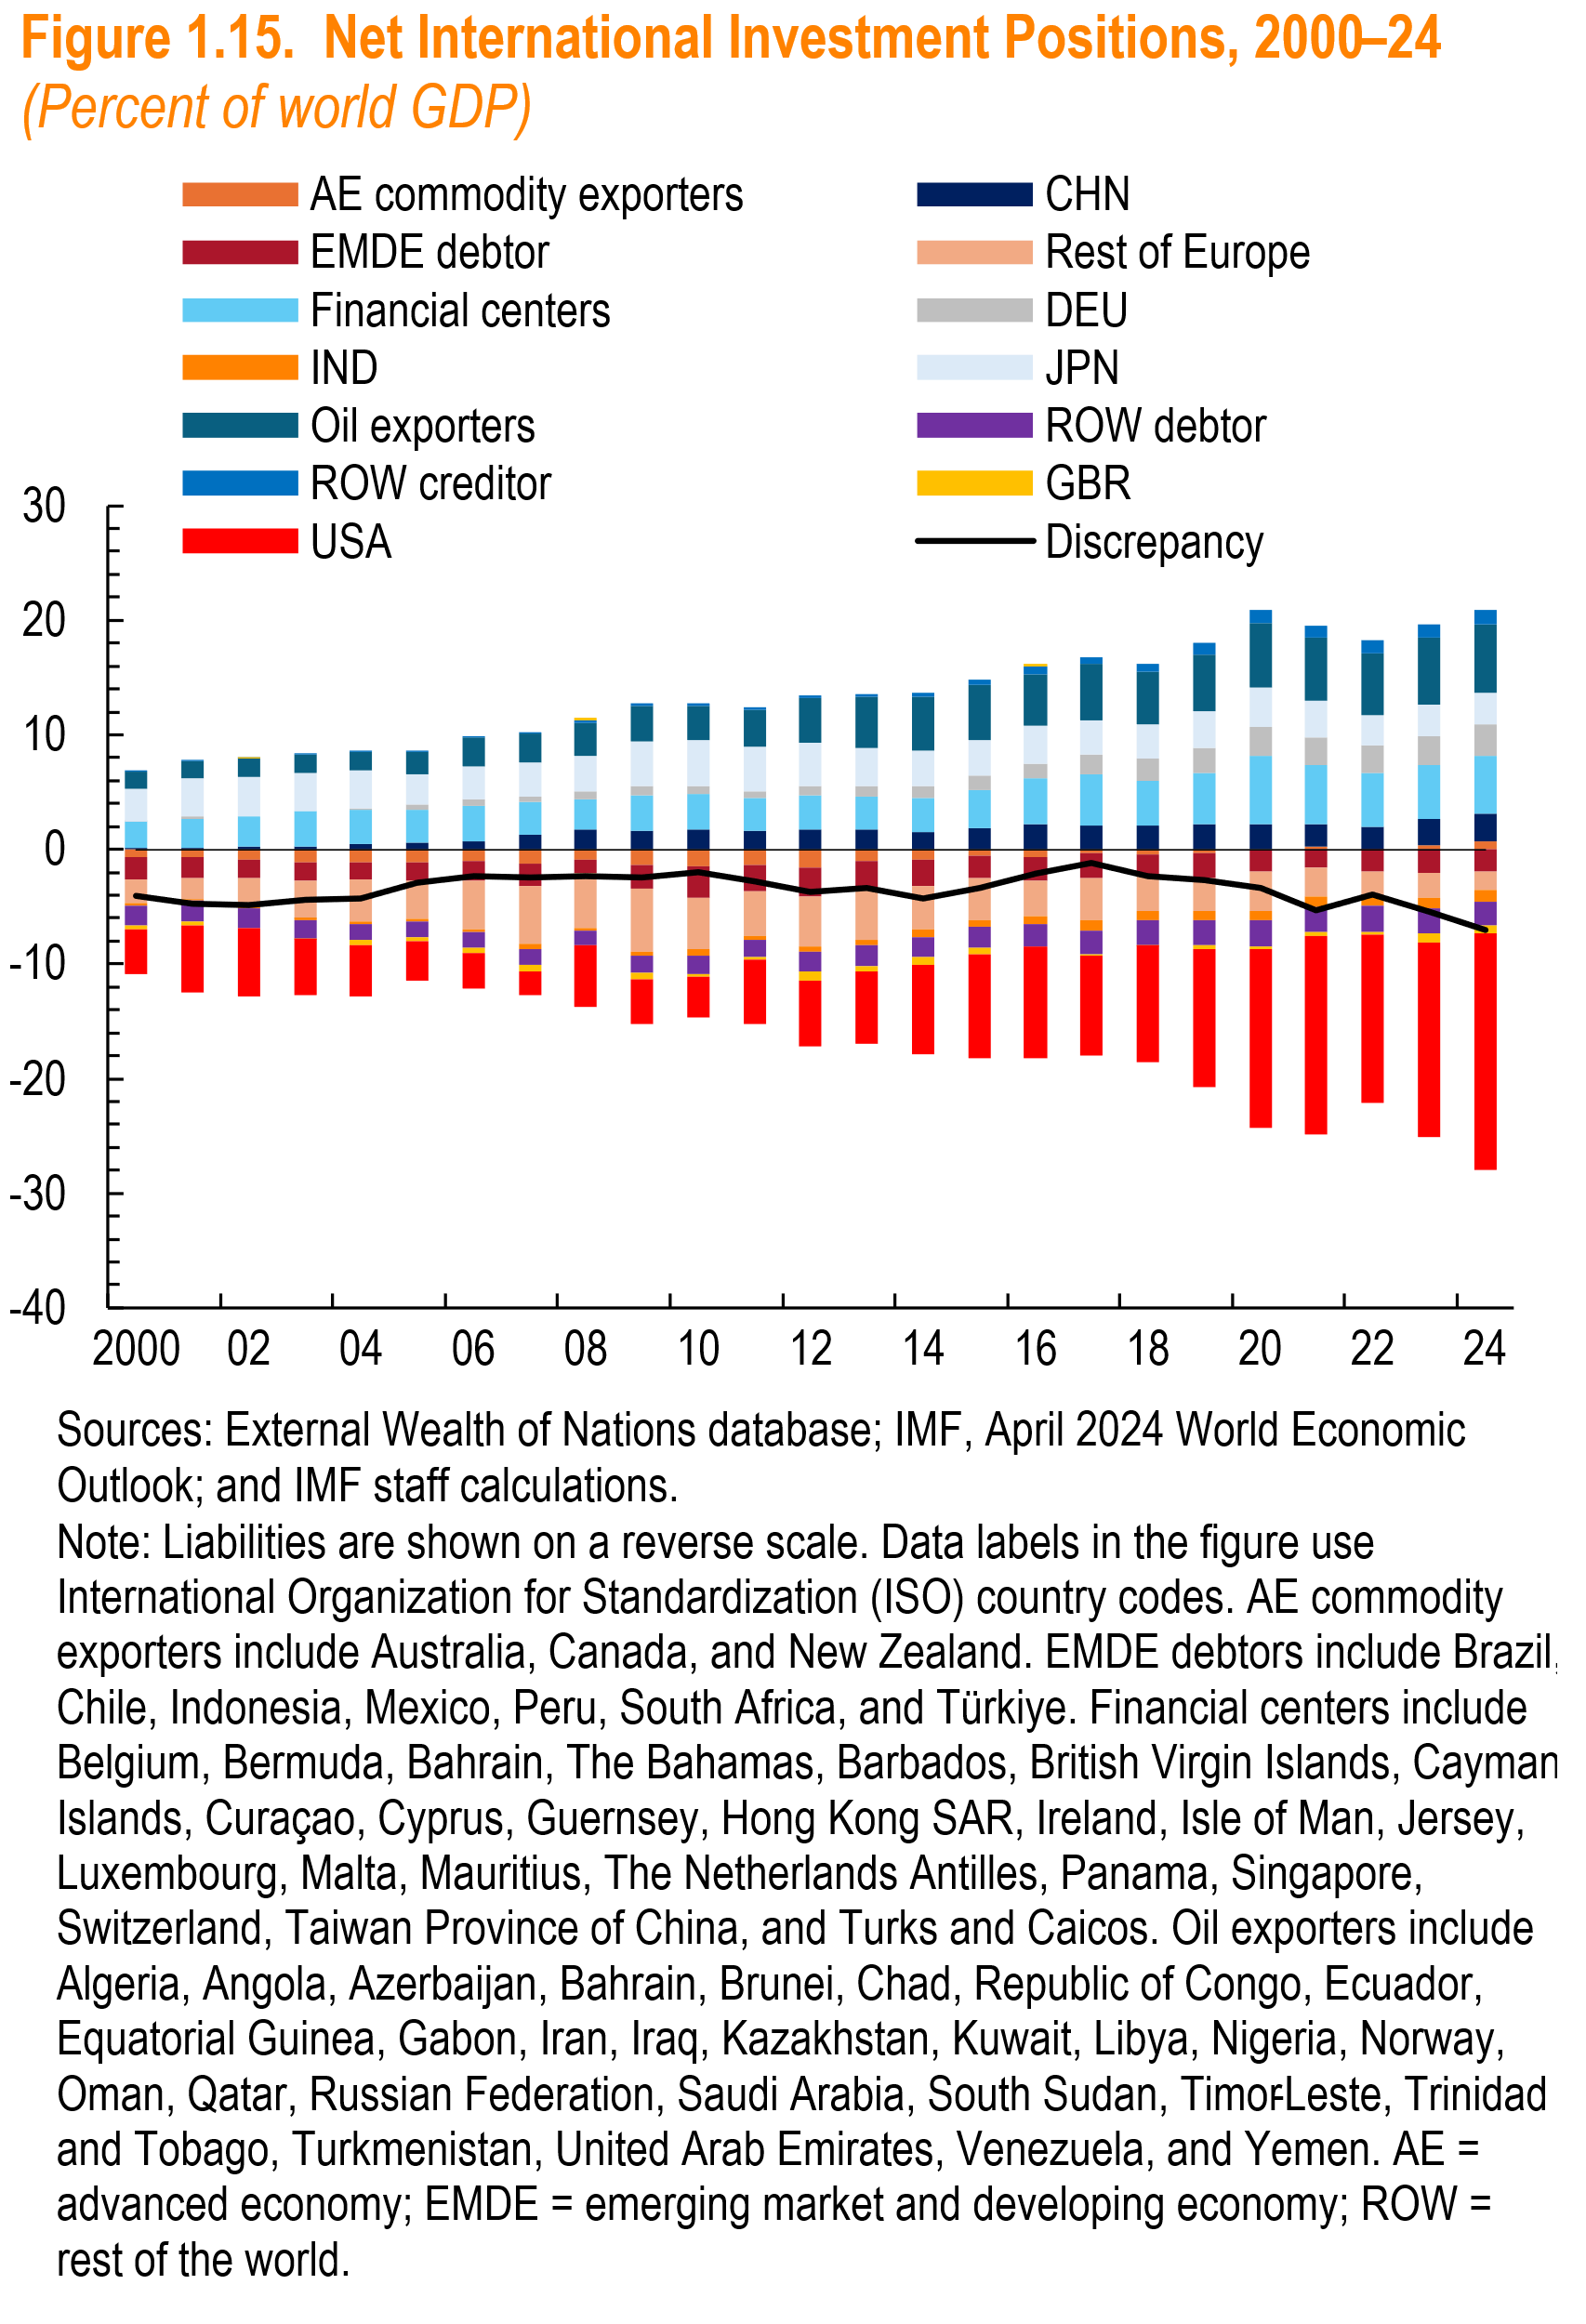 Figure 1.15. Net International Investment Positions, 2000–24
(Percent of world GDP)
AE commodity exporters
CHN
EMDE debtor
Rest of Europe
Financial centers
DEU
IND
JPN
Oil exporters
ROW debtor
ROW creditor
GBR
USA
Discrepancy
30
20
10
0
-10
-20
-30
-40
2000 02 04 06 08 10 12 14 16 18 20 22 24
Sources: External Wealth of Nations database; IMF, April 2024 World Economic
Outlook; and IMF staff calculations.
Note: Liabilities are shown on a reverse scale. Data labels in the figure use
International Organization for Standardization (ISO) country codes. AE commodity
exporters include Australia, Canada, and New Zealand. EMDE debtors include Brazil,
Chile, Indonesia, Mexico, Peru, South Africa, and Türkiye. Financial centers include
Belgium, Bermuda, Bahrain, The Bahamas, Barbados, British Virgin Islands, Cayman
Islands, Curaçao, Cyprus, Guernsey, Hong Kong SAR, Ireland, Isle of Man, Jersey,
Luxembourg, Malta, Mauritius, The Netherlands Antilles, Panama, Singapore,
Switzerland, Taiwan Province of China, and Turks and Caicos. Oil exporters include
Algeria, Angola, Azerbaijan, Bahrain, Brunei, Chad, Republic of Congo, Ecuador,
Equatorial Guinea, Gabon, Iran, Iraq, Kazakhstan, Kuwait, Libya, Nigeria, Norway,
Oman, Qatar, Russian Federation, Saudi Arabia, South Sudan, Timor-Leste, Trinidad
and Tobago, Turkmenistan, United Arab Emirates, Venezuela, and Yemen. AE =
advanced economy; EMDE = emerging market and developing economy; ROW =
rest of the world.